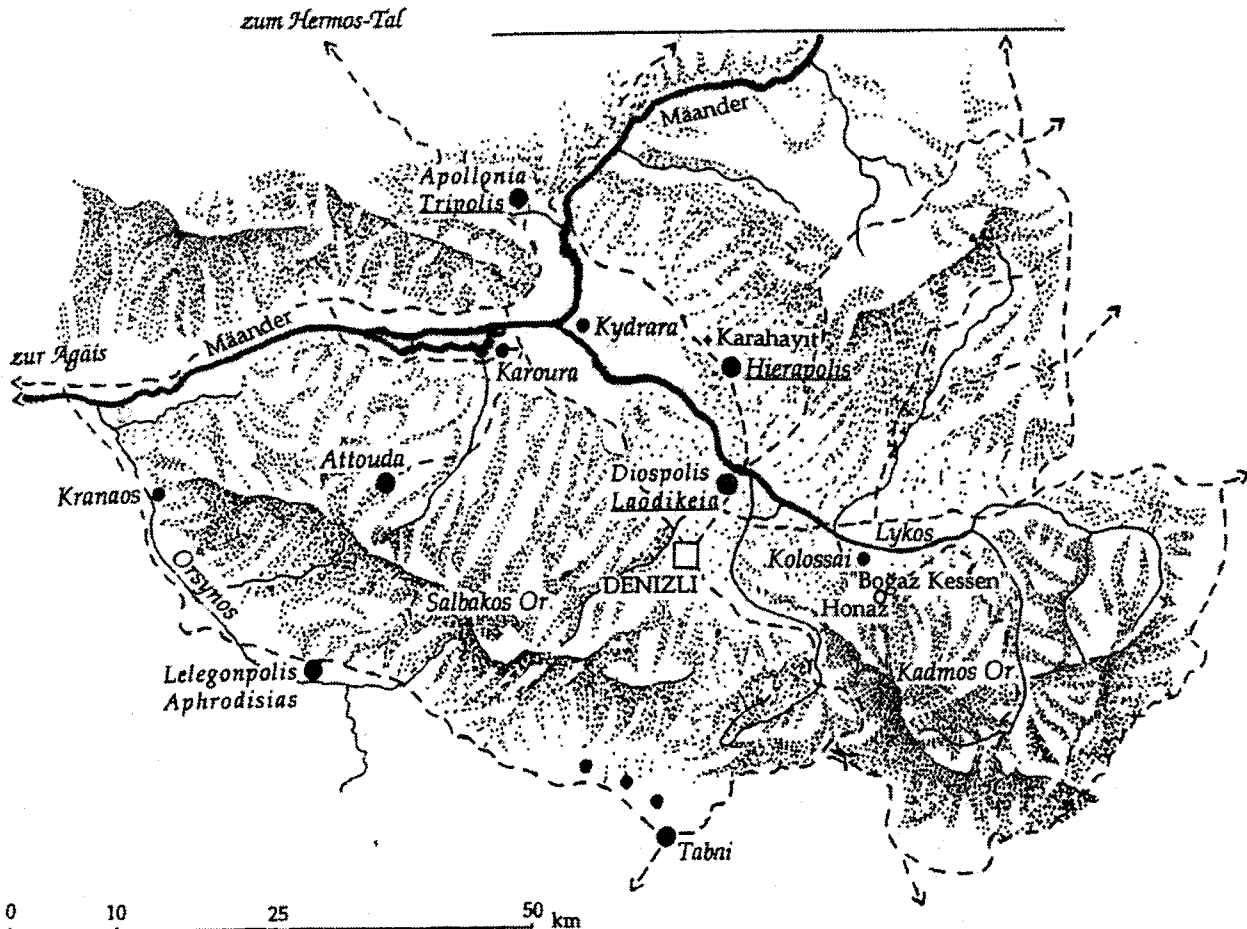 zum Hermos-Tal
Mäander
Apollonia
Tripolis
Mäander
Kydrara
Karahayıt
Hierapolis
zur Ägäis
Karoura
Attouda
Diospolis
Laodikeia
Kranaos
Lykos
Kolossai
"Boğaz Kessen"
DENIZLI
Honaz
Orsynos
Salbakos Or.
Kadmos Or.
Lelegonpolis
Aphrodisias
Tabai
0 10 25 50 km